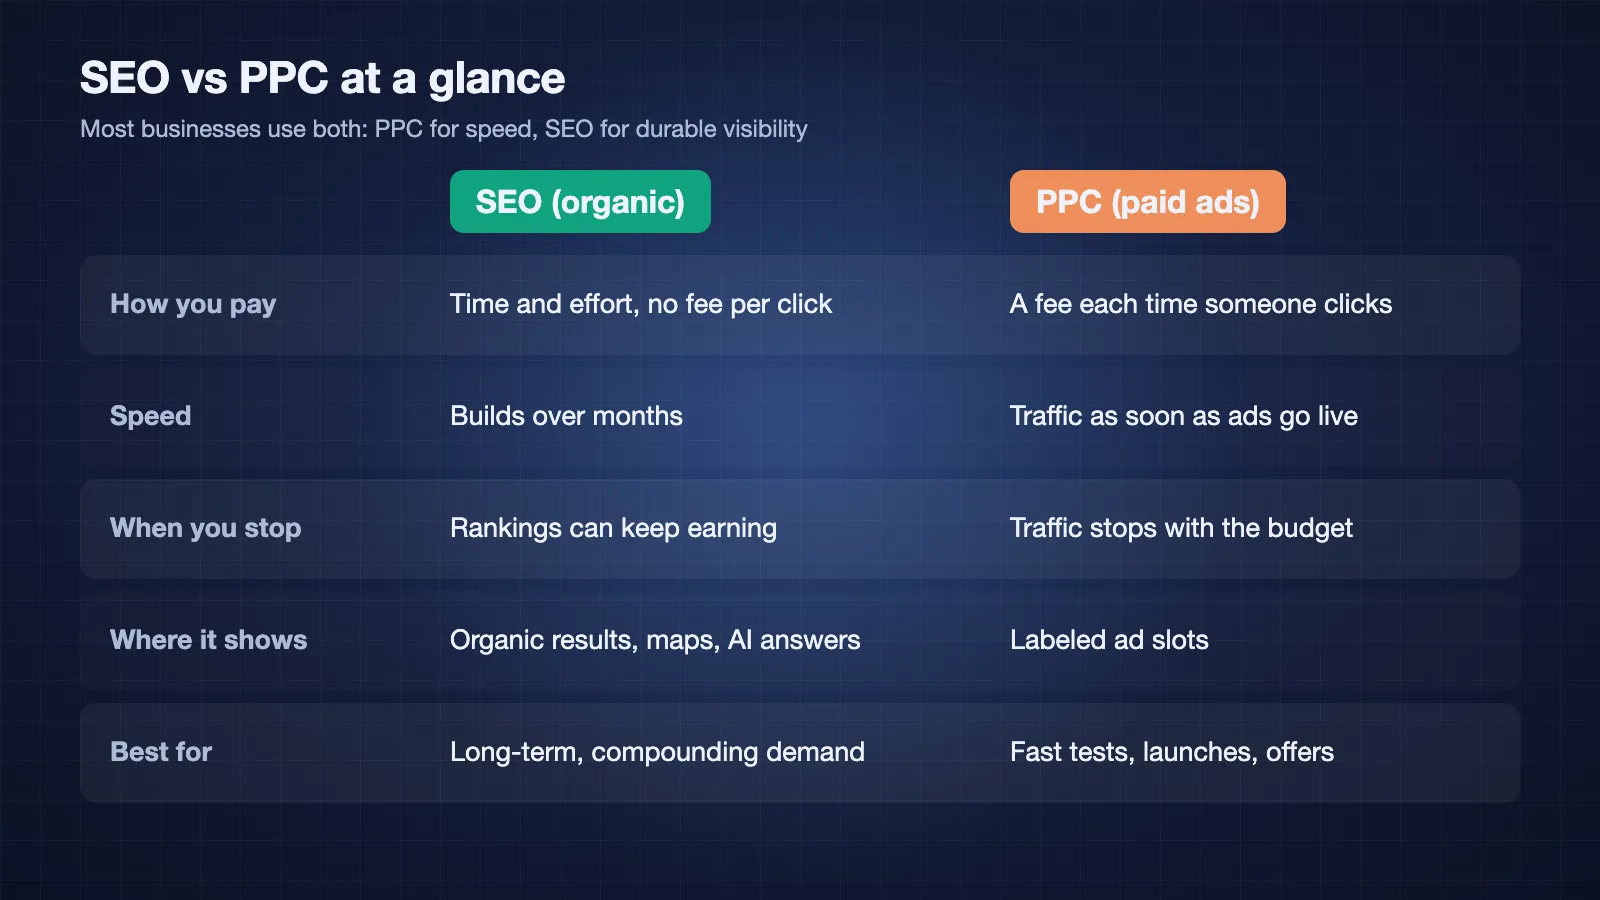 SEO vs PPC at a glance
Most businesses use both: PPC for speed, SEO for durable visibility
SEO (organic)
PPC (paid ads)
How you pay
Time and effort, no fee per click
A fee each time someone clicks
Speed
Builds over months
Traffic as soon as ads go live
When you stop
Rankings can keep earning
Traffic stops with the budget
Where it shows
Organic results, maps, AI answers
Labeled ad slots
Best for
Long-term, compounding demand
Fast tests, launches, offers